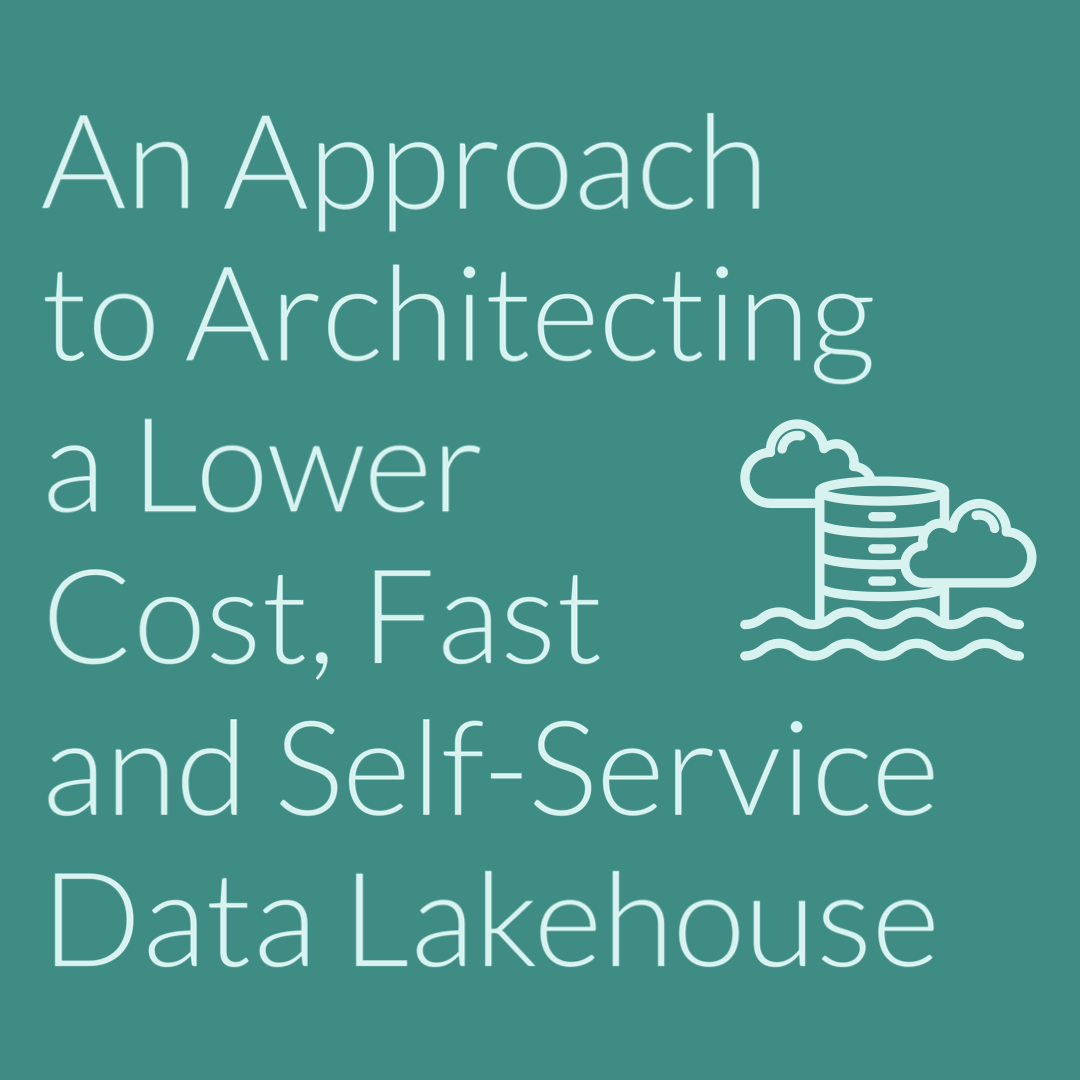 An Approach
to Architecting
a Lower
Cost, Fast
and Self-Service
Data Lakehouse